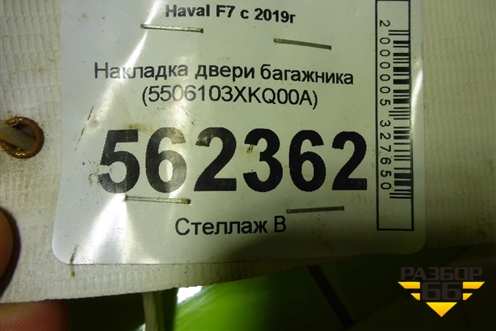 Haval F7 с 2019г
Накладка двери багажника
(5506103XKQ00A)
562362
Стеллаж В
2000005327650
РАЗБОР
66